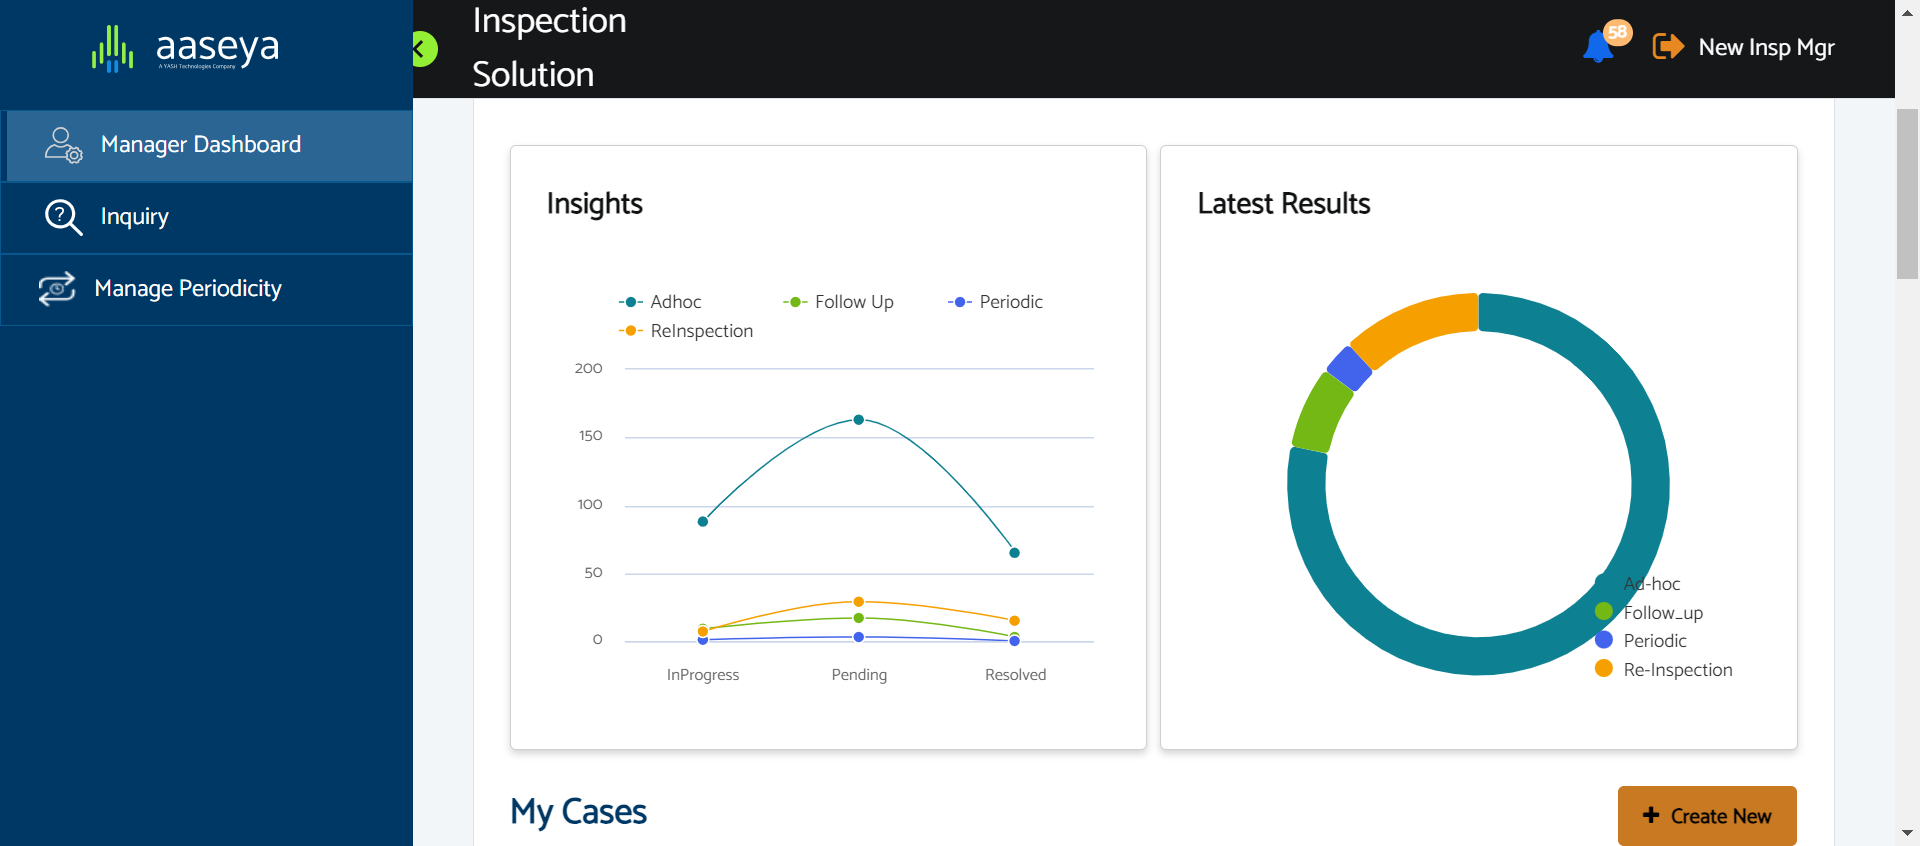 aaseya
A YASH Technologies Company
Inspection
Solution
58
New Insp Mgr
Manager Dashboard
Inquiry
Manage Periodicity
Insights
Adhoc
Follow Up
Periodic
ReInspection
200
150
100
50
0
InProgress
Pending
Resolved
Latest Results
Ad-hoc
Follow_up
Periodic
Re-Inspection
My Cases
Create New